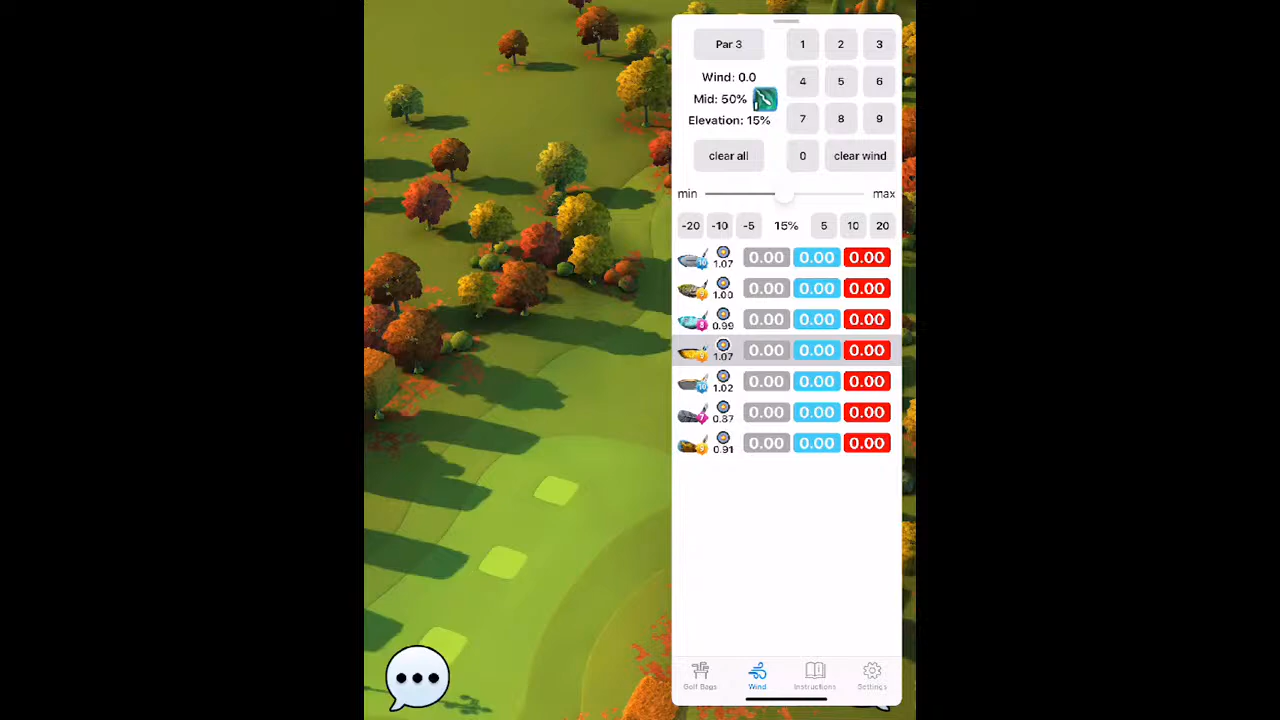 Par 3
1 2 3
Wind: 0.0
4 5 6
Mid: 50%
Elevation: 15%
7 8 9
clear all
0
clear wind
min
max
-20 -10 -5 15% 5 10 20
1.07 0.00 0.00 0.00
1.00 0.00 0.00 0.00
0.99 0.00 0.00 0.00
1.07 0.00 0.00 0.00
1.02 0.00 0.00 0.00
0.87 0.00 0.00 0.00
0.91 0.00 0.00 0.00
Golf Bags Wind Instructions Settings